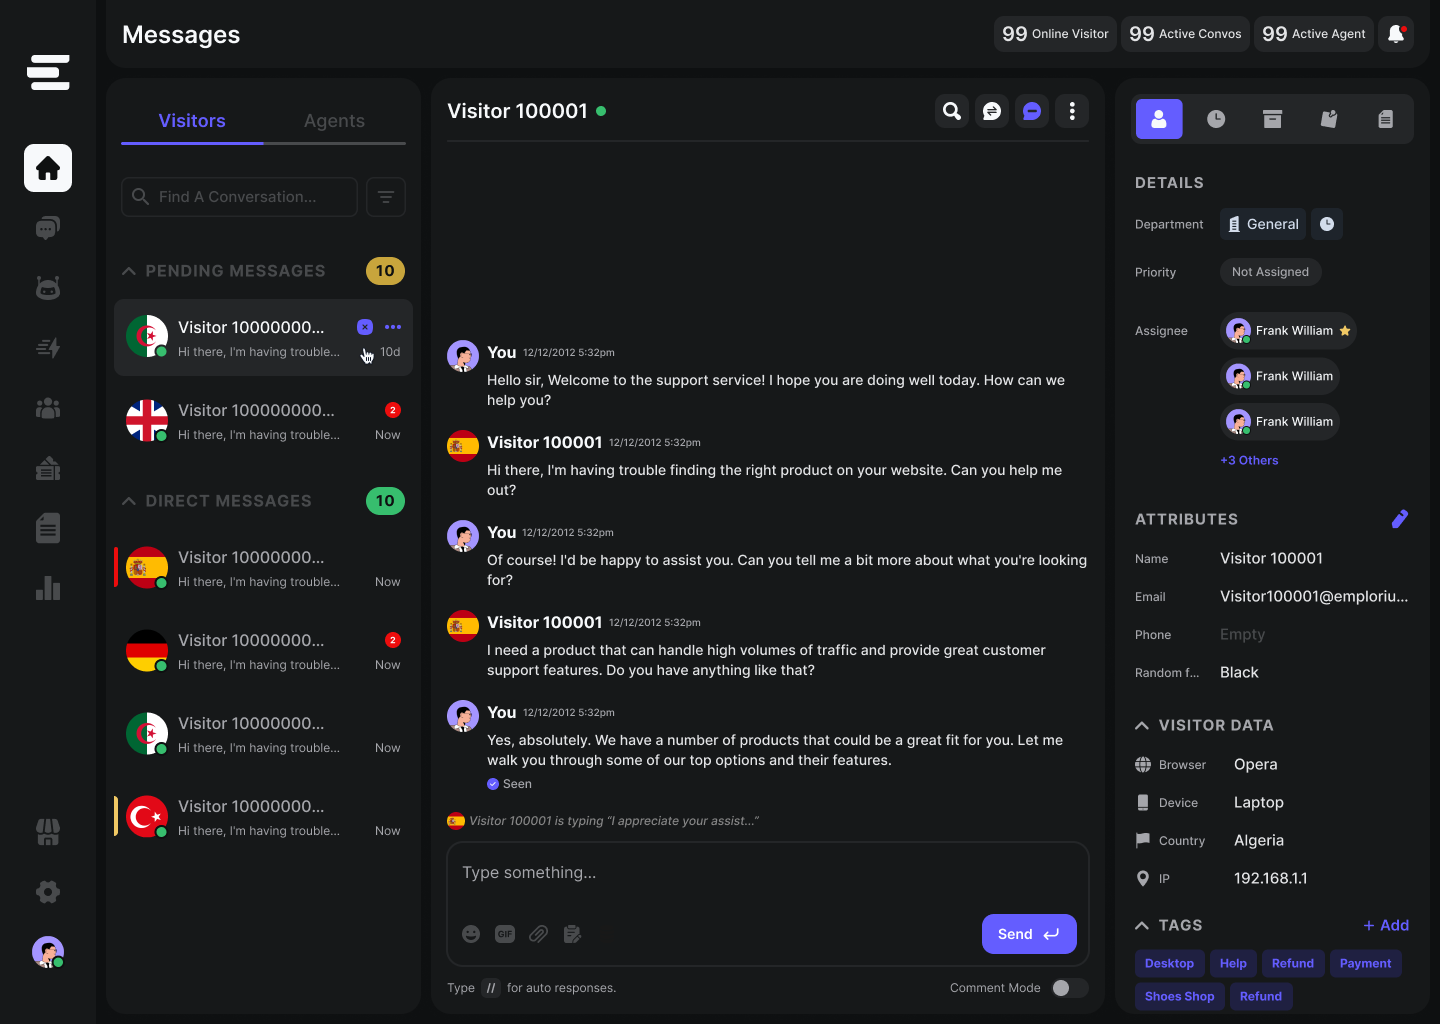 Messages
99 Online Visitor
99 Active Convos
99 Active Agent
Visitors
Agents
Find A Conversation...
PENDING MESSAGES
10
Visitor 10000000...
Hi there, I'm having trouble...
10d
Visitor 100000000...
2
Hi there, I'm having trouble...
Now
DIRECT MESSAGES
10
Visitor 10000000...
Hi there, I'm having trouble...
Now
Visitor 10000000...
2
Hi there, I'm having trouble...
Now
Visitor 10000000...
Hi there, I'm having trouble...
Now
Visitor 10000000...
Hi there, I'm having trouble...
Now
Visitor 100001
You 12/12/2012 5:32pm
Hello sir, Welcome to the support service! I hope you are doing well today. How can we
help you?
Visitor 100001 12/12/2012 5:32pm
Hi there, I'm having trouble finding the right product on your website. Can you help me
out?
You 12/12/2012 5:32pm
Of course! I'd be happy to assist you. Can you tell me a bit more about what you're looking
for?
Visitor 100001 12/12/2012 5:32pm
I need a product that can handle high volumes of traffic and provide great customer
support features. Do you have anything like that?
You 12/12/2012 5:32pm
Yes, absolutely. We have a number of products that could be a great fit for you. Let me
walk you through some of our top options and their features.
Seen
Visitor 100001 is typing “I appreciate your assist...”
Type something...
GIF
Send
Type // for auto responses.
Comment Mode
DETAILS
Department
General
Priority
Not Assigned
Assignee
Frank William
Frank William
Frank William
+3 Others
ATTRIBUTES
Name
Visitor 100001
Email
Visitor100001@emploriu...
Phone
Empty
Random f...
Black
VISITOR DATA
Browser
Opera
Device
Laptop
Country
Algeria
IP
192.168.1.1
TAGS
+ Add
Desktop
Help
Refund
Payment
Shoes Shop
Refund